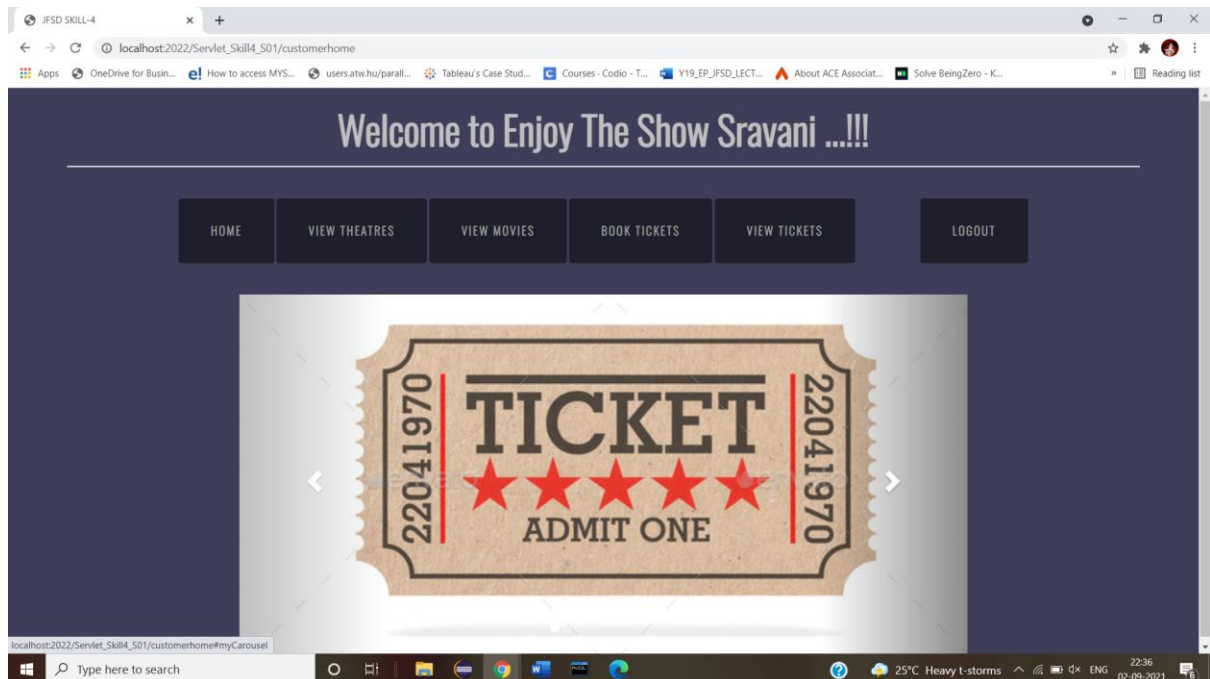 JFSD SKILL-4
localhost:2022/Servlet_Skill4_S01/customerhome
Apps OneDrive for Busin... How to access MYS... users.atw.hu/parall... Tableau's Case Stud... Courses - Codio - T... Y19_EP_JFSD_LECT... About ACE Associat... Solve BeingZero - K... » Reading list
Welcome to Enjoy The Show Sravani ...!!!
HOME VIEW THEATRES VIEW MOVIES BOOK TICKETS VIEW TICKETS LOGOUT
22041970
TICKET
ADMIT ONE
22041970
localhost:2022/Servlet_Skill4_S01/customerhome#myCarousel
Type here to search 25°C Heavy t-storms ENG 22:36
02-09-2021